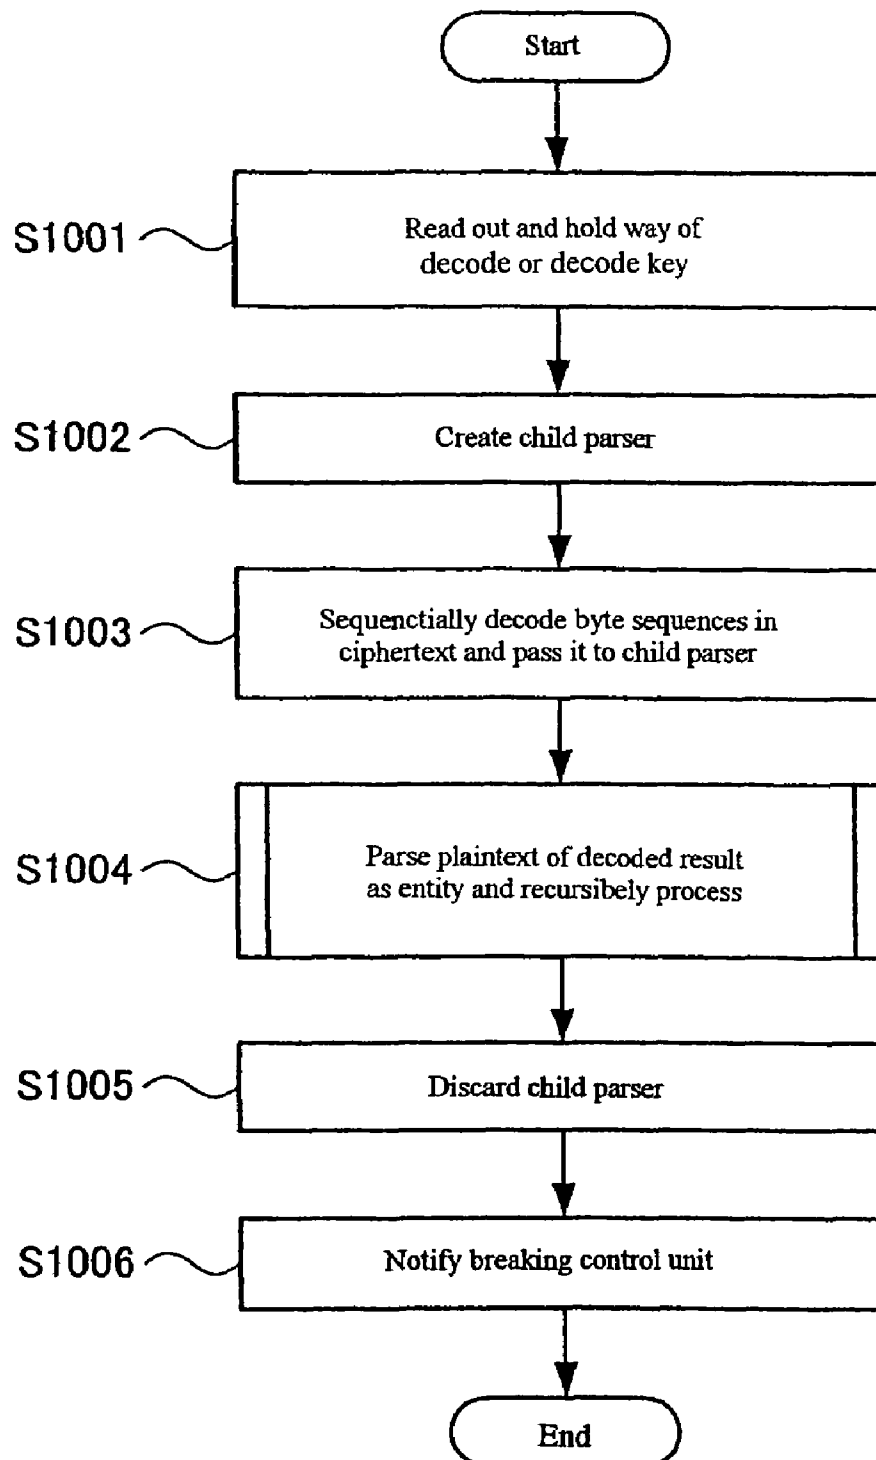 Start
S1001
Read out and hold way of
decode or decode key
S1002
Create child parser
S1003
Sequenctially decode byte sequences in
ciphertext and pass it to child parser
S1004
Parse plaintext of decoded result
as entity and recursibely process
S1005
Discard child parser
S1006
Notify breaking control unit
End